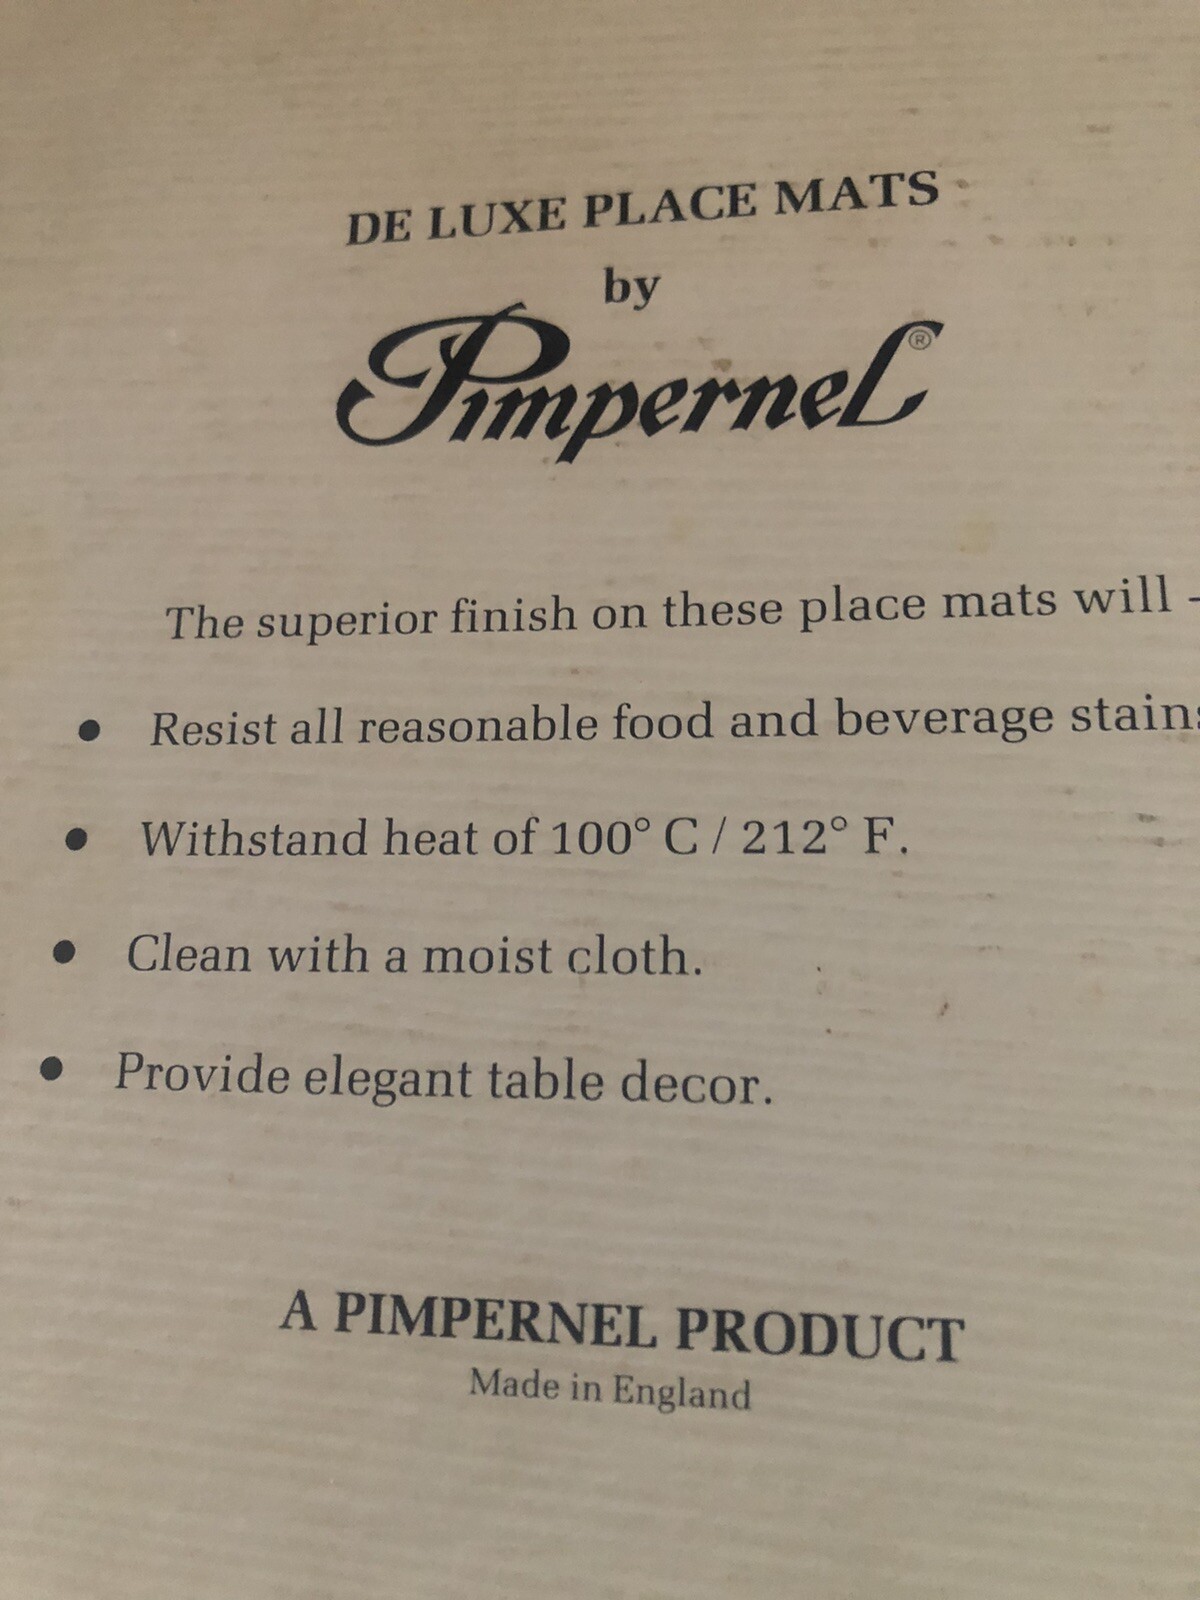 DE LUXE PLACE MATS
by
Pimpernel®
The superior finish on these place mats will -
• Resist all reasonable food and beverage stains
• Withstand heat of 100° C / 212° F.
• Clean with a moist cloth.
• Provide elegant table decor.
A PIMPERNEL PRODUCT
Made in England